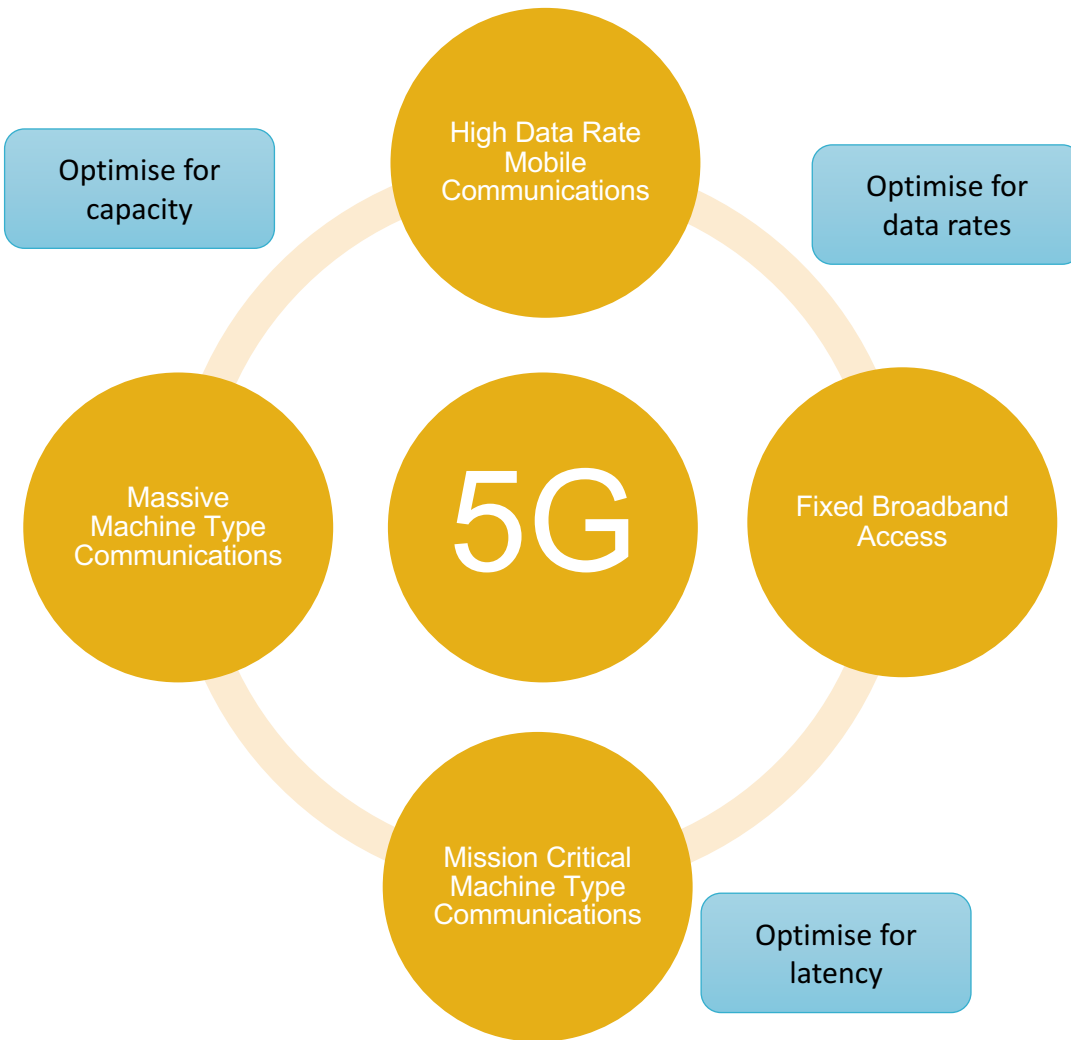 High Data Rate
Mobile
Communications
Optimise for
capacity
Optimise for
data rates
Massive
Machine Type
Communications
5G
Fixed Broadband
Access
Mission Critical
Machine Type
Communications
Optimise for
latency